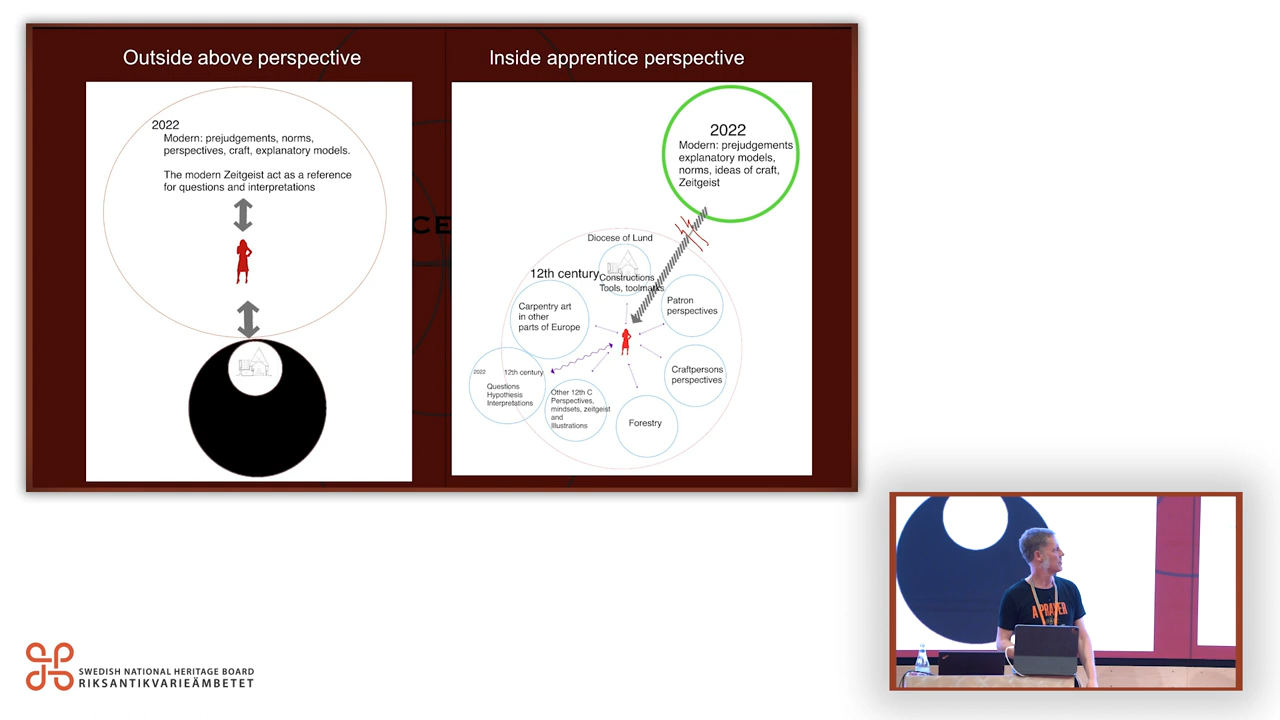 Outside above perspective
2022
Modern: prejudgements, norms,
perspectives, craft, explanatory models.
The modern Zeitgeist act as a reference
for questions and interpretations
CE
Inside apprentice perspective
2022
Modern: prejudgements
explanatory models,
norms, ideas of craft,
Zeitgeist
Diocese of Lund
12th century
Constructions
Tools, toolmarks
Patron
perspectives
Carpentry art
in other
parts of Europe
Craftpersons
perspectives
2022
12th century
Questions
Hypothesis
Interpretations
Other 12th C
Perspectives,
mindsets, zeitgeist
and
Illustrations
Forestry
A PRAYER
SWEDISH NATIONAL HERITAGE BOARD
RIKSANTIKVARIEÄMBETET